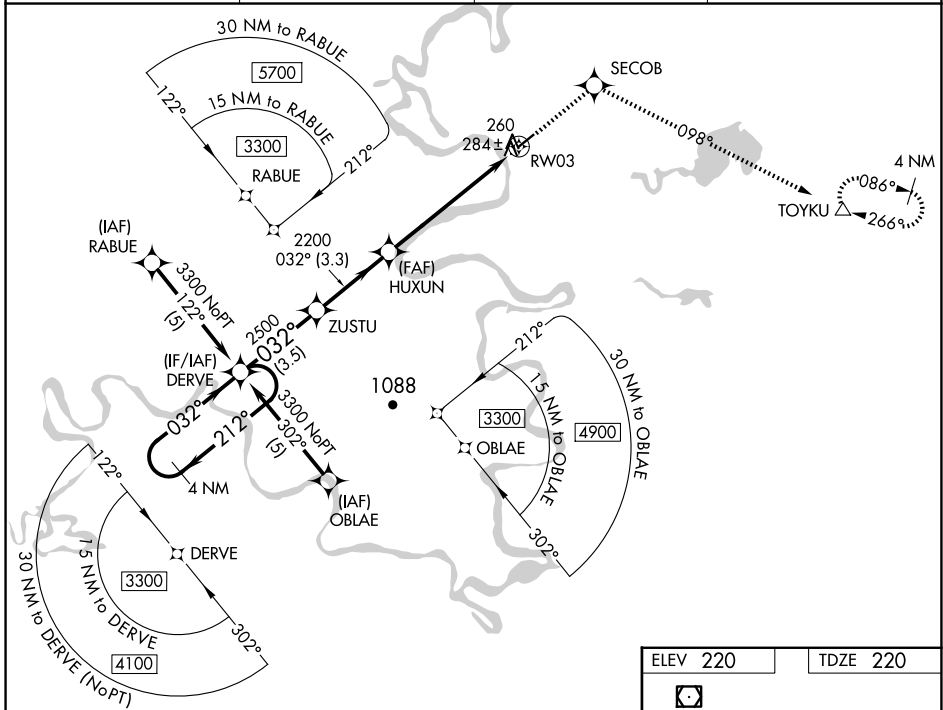 30 NM to RABUE
5700
15 NM to RABUE
3300
122°
212°
RABUE
SECOB
260
284±
RW03
098°
4 NM
086°
266°
TOYKU
(IAF)
RABUE
3300 NoPT
122°
(5)
2200
032° (3.3)
(FAF)
HUXUN
ZUSTU
2500
032°
(3.5)
(IF/IAF)
DERVE
032°
212°
4 NM
3300 NoPT
302°
(5)
(IAF)
OBLAE
1088
212°
30 NM to OBLAE
15 NM to OBLAE
3300
4900
OBLAE
302°
122°
DERVE
3300
15 NM to DERVE
4100
30 NM to DERVE (NoPT)
302°
ELEV 220
TDZE 220